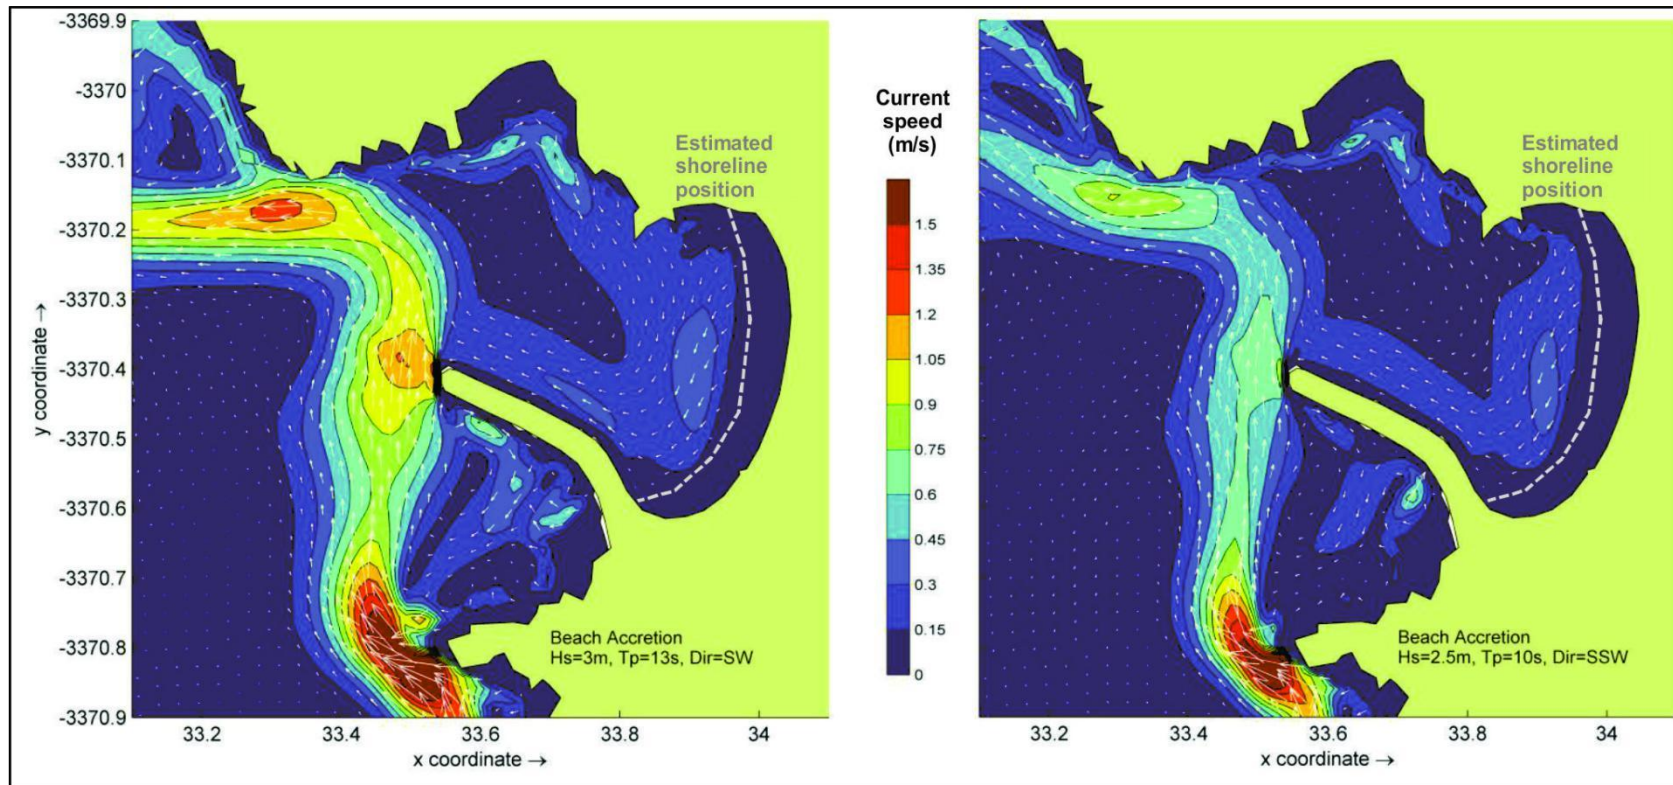 -3369.9
-3370
-3370.1
-3370.2
-3370.3
-3370.4
-3370.5
-3370.6
-3370.7
-3370.8
-3370.9
y coordinate →
33.2
33.4
33.6
33.8
34
x coordinate →
Estimated
shoreline
position
Beach Accretion
Hs=3m, Tp=13s, Dir=SW
Current
speed
(m/s)
1.5
1.35
1.2
1.05
0.9
0.75
0.6
0.45
0.3
0.15
0
Estimated
shoreline
position
Beach Accretion
Hs=2.5m, Tp=10s, Dir=SSW
33.2
33.4
33.6
33.8
34
x coordinate →